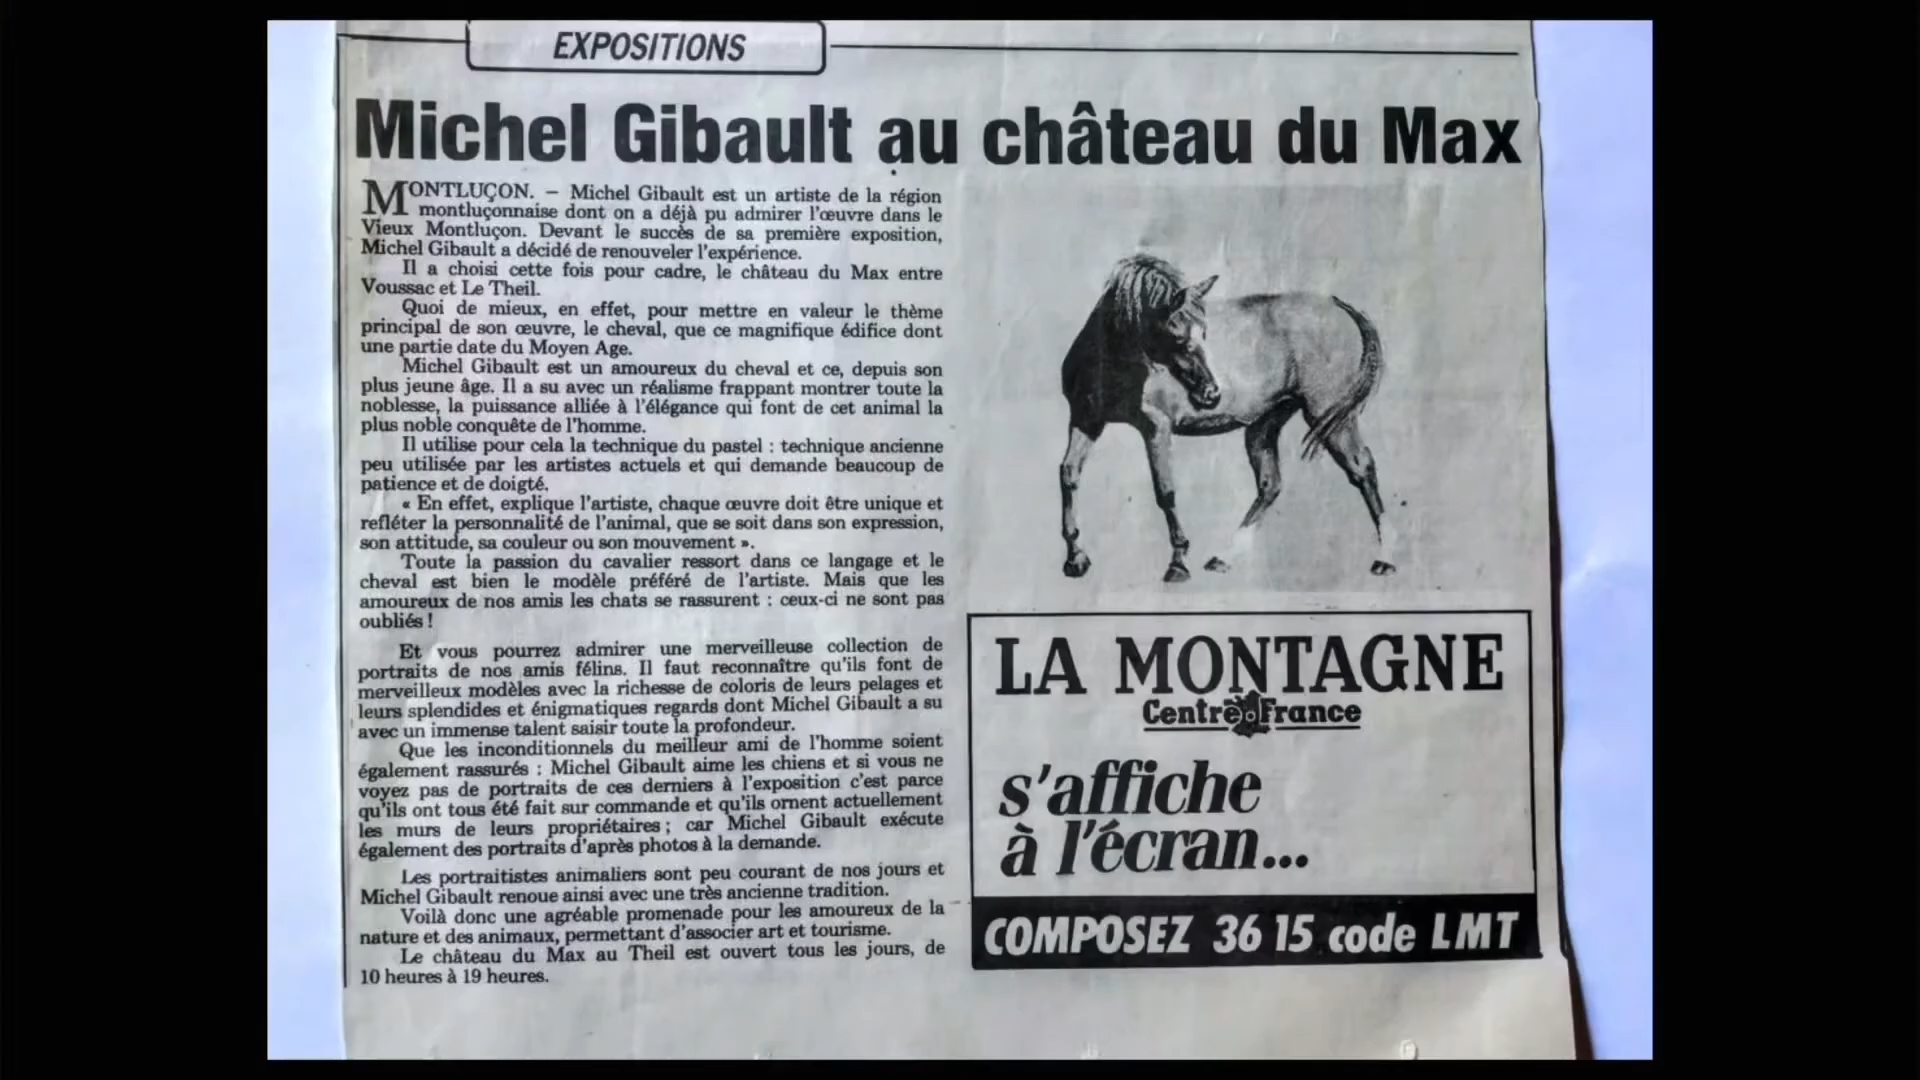 EXPOSITIONS
Michel Gibault au château du Max
MONTLUÇON. – Michel Gibault est un artiste de la région
montluçonnaise dont on a déjà pu admirer l'œuvre dans le
Vieux Montluçon. Devant le succès de sa première exposition,
Michel Gibault a décidé de renouveler l'expérience.
Il a choisi cette fois pour cadre, le château du Max entre
Voussac et Le Theil.
Quoi de mieux, en effet, pour mettre en valeur le thème
principal de son œuvre, le cheval, que ce magnifique édifice dont
une partie date du Moyen Age.
Michel Gibault est un amoureux du cheval et ce, depuis son
plus jeune âge. Il a su avec un réalisme frappant montrer toute la
noblesse, la puissance alliée à l'élégance qui font de cet animal la
plus noble conquête de l'homme.
Il utilise pour cela la technique du pastel : technique ancienne
peu utilisée par les artistes actuels et qui demande beaucoup de
patience et de doigté.
« En effet, explique l'artiste, chaque œuvre doit être unique et
refléter la personnalité de l'animal, que se soit dans son expression,
son attitude, sa couleur ou son mouvement ».
Toute la passion du cavalier ressort dans ce langage et le
cheval est bien le modèle préféré de l'artiste. Mais que les
amoureux de nos amis les chats se rassurent : ceux-ci ne sont pas
oubliés !
Et vous pourrez admirer une merveilleuse collection de
portraits de nos amis félins. Il faut reconnaître qu'ils font de
merveilleux modèles avec la richesse de coloris de leurs pelages et
leurs splendides et énigmatiques regards dont Michel Gibault a su
avec un immense talent saisir toute la profondeur.
Que les inconditionnels du meilleur ami de l'homme soient
également rassurés : Michel Gibault aime les chiens et si vous ne
voyez pas de portraits de ces derniers à l'exposition c'est parce
qu'ils ont tous été fait sur commande et qu'ils ornent actuellement
les murs de leurs propriétaires ; car Michel Gibault exécute
également des portraits d'après photos à la demande.
Les portraitistes animaliers sont peu courant de nos jours et
Michel Gibault renoue ainsi avec une très ancienne tradition.
Voilà donc une agréable promenade pour les amoureux de la
nature et des animaux, permettant d'associer art et tourisme.
Le château du Max au Theil est ouvert tous les jours, de
10 heures à 19 heures.
LA MONTAGNE
Centre France
s'affiche
à l'écran...
COMPOSEZ 36 15 code LMT